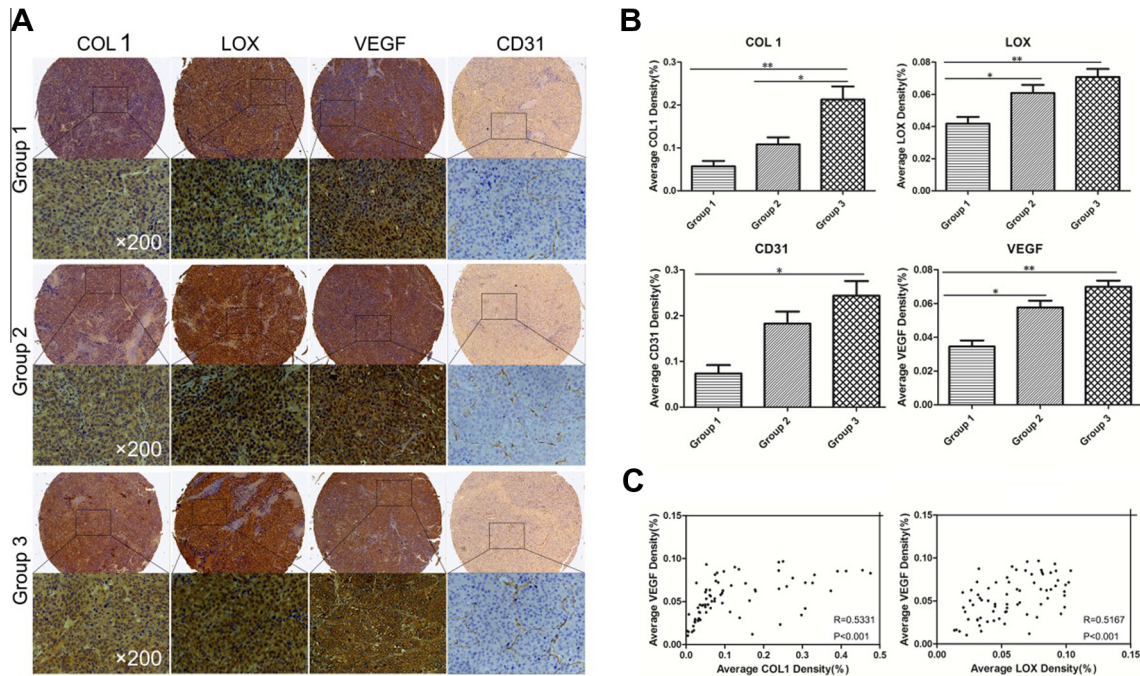 A
COL 1 LOX VEGF CD31
Group 1
×200
Group 2
×200
Group 3
×200
B
COL 1
Average COL1 Density(%)
0.3
0.2
0.1
0.0
**
*
Group 1 Group 2 Group 3
LOX
Average LOX Density(%)
0.08
0.06
0.04
0.02
0.00
**
*
Group 1 Group 2 Group 3
CD31
Average CD31 Density(%)
0.3
0.2
0.1
0.0
*
Group 1 Group 2 Group 3
VEGF
Average VEGF Density(%)
0.08
0.06
0.04
0.02
0.00
**
*
Group 1 Group 2 Group 3
C
Average VEGF Density(%)
0.15
0.10
0.05
0.00
R=0.5331
P<0.001
0.0 0.1 0.2 0.3 0.4 0.5
Average COL1 Density(%)
Average VEGF Density(%)
0.15
0.10
0.05
0.00
R=0.5167
P<0.001
0.00 0.05 0.10 0.15
Average LOX Density(%)